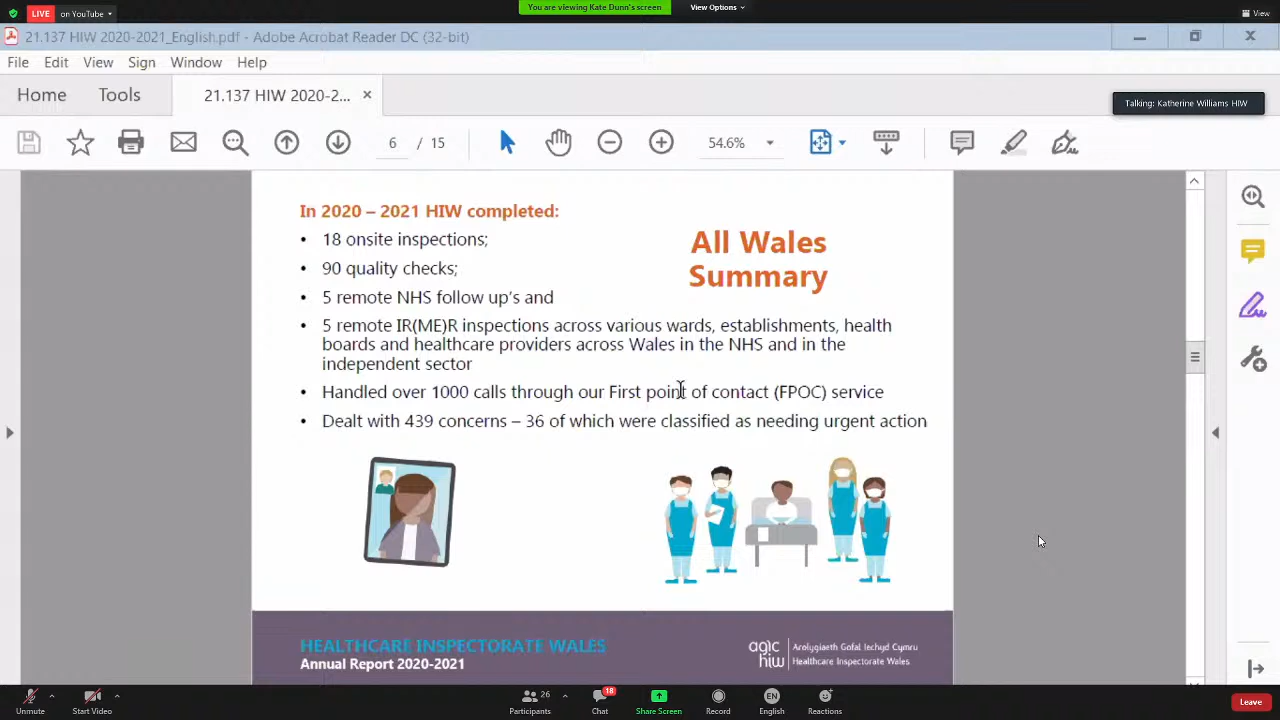 LIVE on YouTube
You are viewing Kate Dunn's screen
View Options
View
21.137 HIW 2020-2021_English.pdf - Adobe Acrobat Reader DC (32-bit)
File Edit View Sign Window Help
Home Tools 21.137 HIW 2020-2... ×
Talking: Katherine Williams HIW
6 / 15 54.6%
In 2020 – 2021 HIW completed:
• 18 onsite inspections;
• 90 quality checks;
• 5 remote NHS follow up's and
• 5 remote IR(ME)R inspections across various wards, establishments, health
boards and healthcare providers across Wales in the NHS and in the
independent sector
• Handled over 1000 calls through our First point of contact (FPOC) service
• Dealt with 439 concerns – 36 of which were classified as needing urgent action
All Wales
Summary
HEALTHCARE INSPECTORATE WALES
Annual Report 2020-2021
agic
hiw
Arolygiaeth Gofal Iechyd Cymru
Healthcare Inspectorate Wales
Unmute
Start Video
26
Participants
18
Chat
Share Screen
Record
EN
English
Reactions
Leave